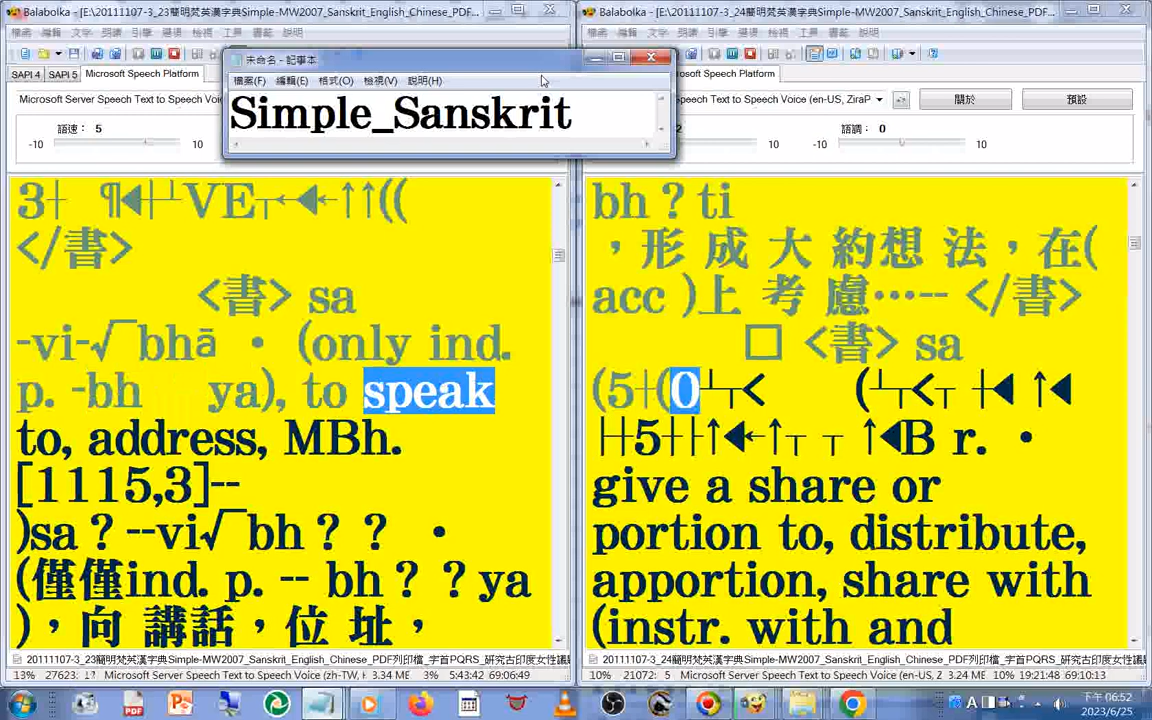 Balabolka - [E:\20111107-3_23簡明梵英漢字典Simple-MW2007_Sanskrit_English_Chinese_PDF...
Balabolka - [E:\20111107-3_24簡明梵英漢字典Simple-MW2007_Sanskrit_English_Chinese_PDF...
未命名 - 記事本
檔案(F) 編輯(E) 格式(O) 檢視(V) 說明(H)
Simple_Sanskrit
SAPI 4 SAPI 5 Microsoft Speech Platform
Microsoft Server Speech Text to Speech Voi
語速： 5
-10 10
Speech Platform
Speech Text to Speech Voice (en-US, ZiraP 關於 預設
2 語調： 0
10 -10 10
3┼ ¶◀┼┴VE┬←◀←↑↑((
</書>
<書> sa
-vi-√bhā • (only ind.
p. -bh ya), to speak
to, address, MBh.
[1115,3]--
)sa？--vi√bh？？ •
(僅僅ind. p. -- bh？？ya
)，向 講話，位 址，
bh？ti
，形 成 大 約想 法，在(
acc )上 考 慮…-- </書>
□ <書> sa
(5┼(0┴┬< (┴┬<┬ ┼◀ ↑◀
├┼5┼├↑◀←↑┬ ┬ ↑◀B r. •
give a share or
portion to, distribute,
apportion, share with
(instr. with and
20111107-3_23簡明梵英漢字典Simple-MW2007_Sanskrit_English_Chinese_PDF列印檔_字首PQRS_研究古印度女性議
13% 27623: 1? Microsoft Server Speech Text to Speech Voice (zh-TW, H 3.34 ME 3% 543:42 69:06:49
20111107-3_24簡明梵英漢字典Simple-MW2007_Sanskrit_English_Chinese_PDF列印檔_字首PQRS_研究古印度女性議
10% 21072: 5 Microsoft Server Speech Text to Speech Voice (en-US, Z 3.24 ME 10% 19:21:48 69:10:13
下午 06:52
2023/6/25